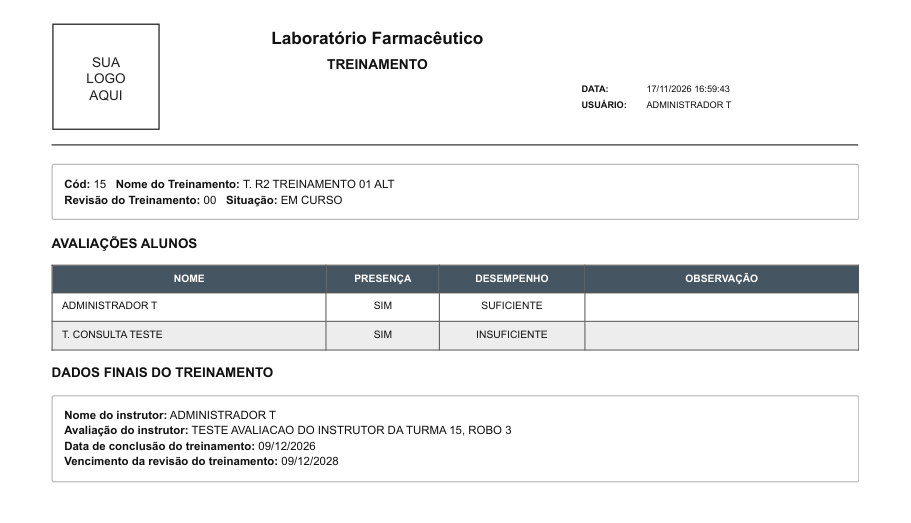 SUA
LOGO
AQUI
Laboratório Farmacêutico
TREINAMENTO
DATA: 17/11/2026 16:59:43
USUÁRIO: ADMINISTRADOR T
Cód: 15 Nome do Treinamento: T. R2 TREINAMENTO 01 ALT
Revisão do Treinamento: 00 Situação: EM CURSO
AVALIAÇÕES ALUNOS
NOME PRESENÇA DESEMPENHO OBSERVAÇÃO
ADMINISTRADOR T SIM SUFICIENTE
T. CONSULTA TESTE SIM INSUFICIENTE
DADOS FINAIS DO TREINAMENTO
Nome do instrutor: ADMINISTRADOR T
Avaliação do instrutor: TESTE AVALIACAO DO INSTRUTOR DA TURMA 15, ROBO 3
Data de conclusão do treinamento: 09/12/2026
Vencimento da revisão do treinamento: 09/12/2028